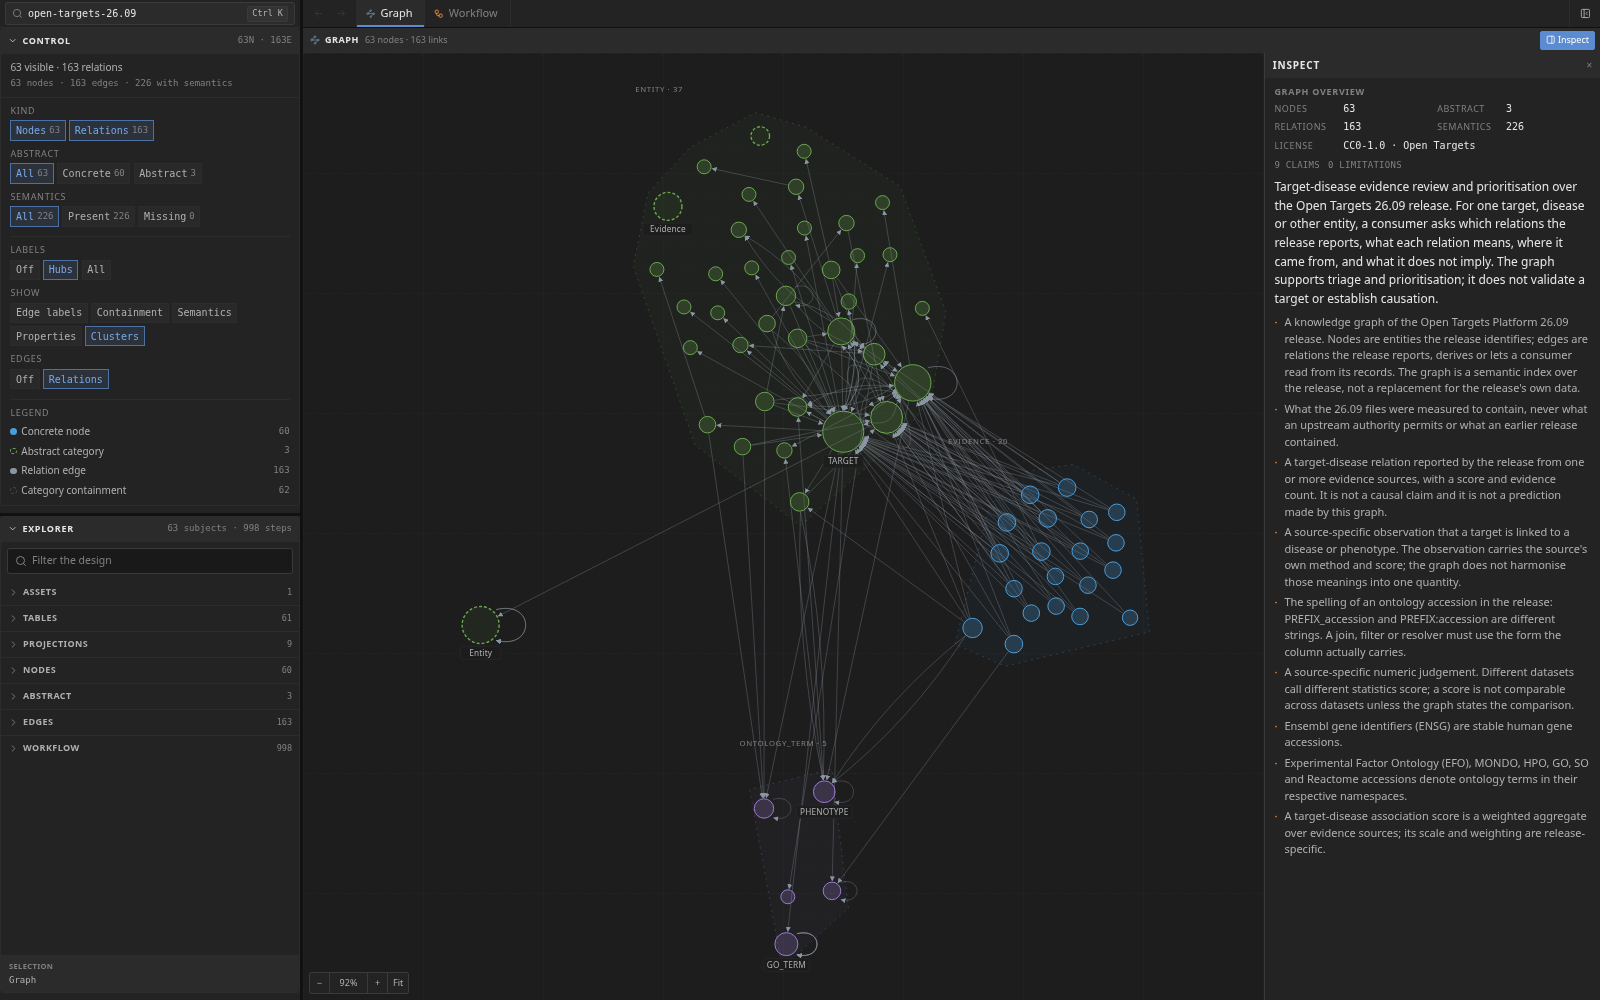 open-targets-26.09
Ctrl K
Graph
Workflow
CONTROL
63N · 163E
63 visible · 163 relations
63 nodes · 163 edges · 226 with semantics
KIND
Nodes 63
Relations 163
ABSTRACT
All 63
Concrete 60
Abstract 3
SEMANTICS
All 226
Present 226
Missing 0
LABELS
Off
Hubs
All
SHOW
Edge labels
Containment
Semantics
Properties
Clusters
EDGES
Off
Relations
LEGEND
Concrete node 60
Abstract category 3
Relation edge 163
Category containment 62
EXPLORER
63 subjects · 998 steps
Filter the design
ASSETS 1
TABLES 61
PROJECTIONS 9
NODES 60
ABSTRACT 3
EDGES 163
WORKFLOW 998
SELECTION
Graph
GRAPH 63 nodes · 163 links
Inspect
ENTITY · 37
Evidence
TARGET
EVIDENCE · 20
Entity
ONTOLOGY_TERM · 5
PHENOTYPE
GO_TERM
−
92%
+
Fit
INSPECT
×
GRAPH OVERVIEW
NODES 63 ABSTRACT 3
RELATIONS 163 SEMANTICS 226
LICENSE CC0-1.0 · Open Targets
9 CLAIMS 0 LIMITATIONS
Target-disease evidence review and prioritisation over
the Open Targets 26.09 release. For one target, disease
or other entity, a consumer asks which relations the
release reports, what each relation means, where it
came from, and what it does not imply. The graph
supports triage and prioritisation; it does not validate a
target or establish causation.
· A knowledge graph of the Open Targets Platform 26.09
release. Nodes are entities the release identifies; edges are
relations the release reports, derives or lets a consumer
read from its records. The graph is a semantic index over
the release, not a replacement for the release's own data.
· What the 26.09 files were measured to contain, never what
an upstream authority permits or what an earlier release
contained.
· A target-disease relation reported by the release from one
or more evidence sources, with a score and evidence
count. It is not a causal claim and it is not a prediction
made by this graph.
· A source-specific observation that a target is linked to a
disease or phenotype. The observation carries the source's
own method and score; the graph does not harmonise
those meanings into one quantity.
· The spelling of an ontology accession in the release:
PREFIX_accession and PREFIX:accession are different
strings. A join, filter or resolver must use the form the
column actually carries.
· A source-specific numeric judgement. Different datasets
call different statistics score; a score is not comparable
across datasets unless the graph states the comparison.
· Ensembl gene identifiers (ENSG) are stable human gene
accessions.
· Experimental Factor Ontology (EFO), MONDO, HPO, GO, SO
and Reactome accessions denote ontology terms in their
respective namespaces.
· A target-disease association score is a weighted aggregate
over evidence sources; its scale and weighting are release-
specific.